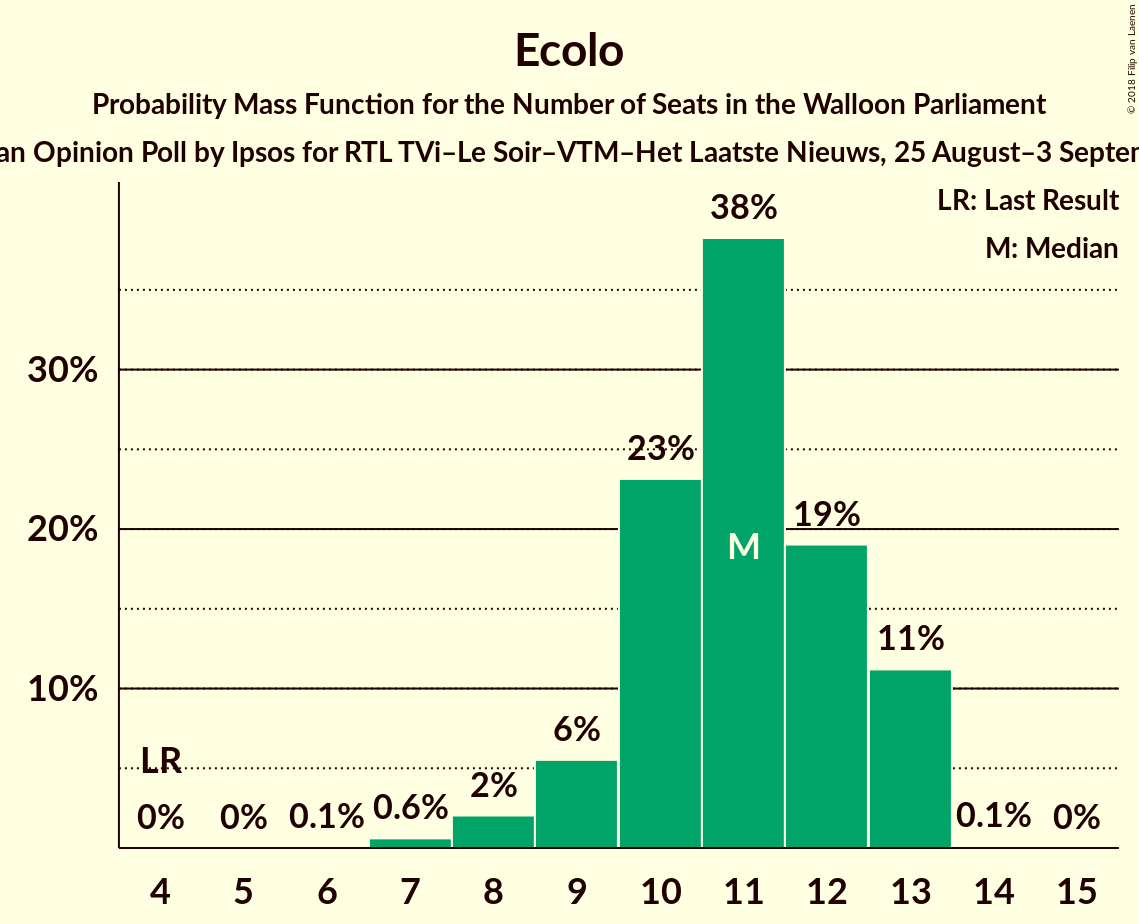 Ecolo
Probability Mass Function for the Number of Seats in the Walloon Parliament
an Opinion Poll by Ipsos for RTL TVi–Le Soir–VTM–Het Laatste Nieuws, 25 August–3 Septem
© 2018 Filip van Laenen
LR: Last Result
M: Median
38%
30%
23%
20%
19%
M
11%
10%
6%
LR
2%
0%
0%
0.1%
0.6%
0.1%
0%
4 5 6 7 8 9 10 11 12 13 14 15